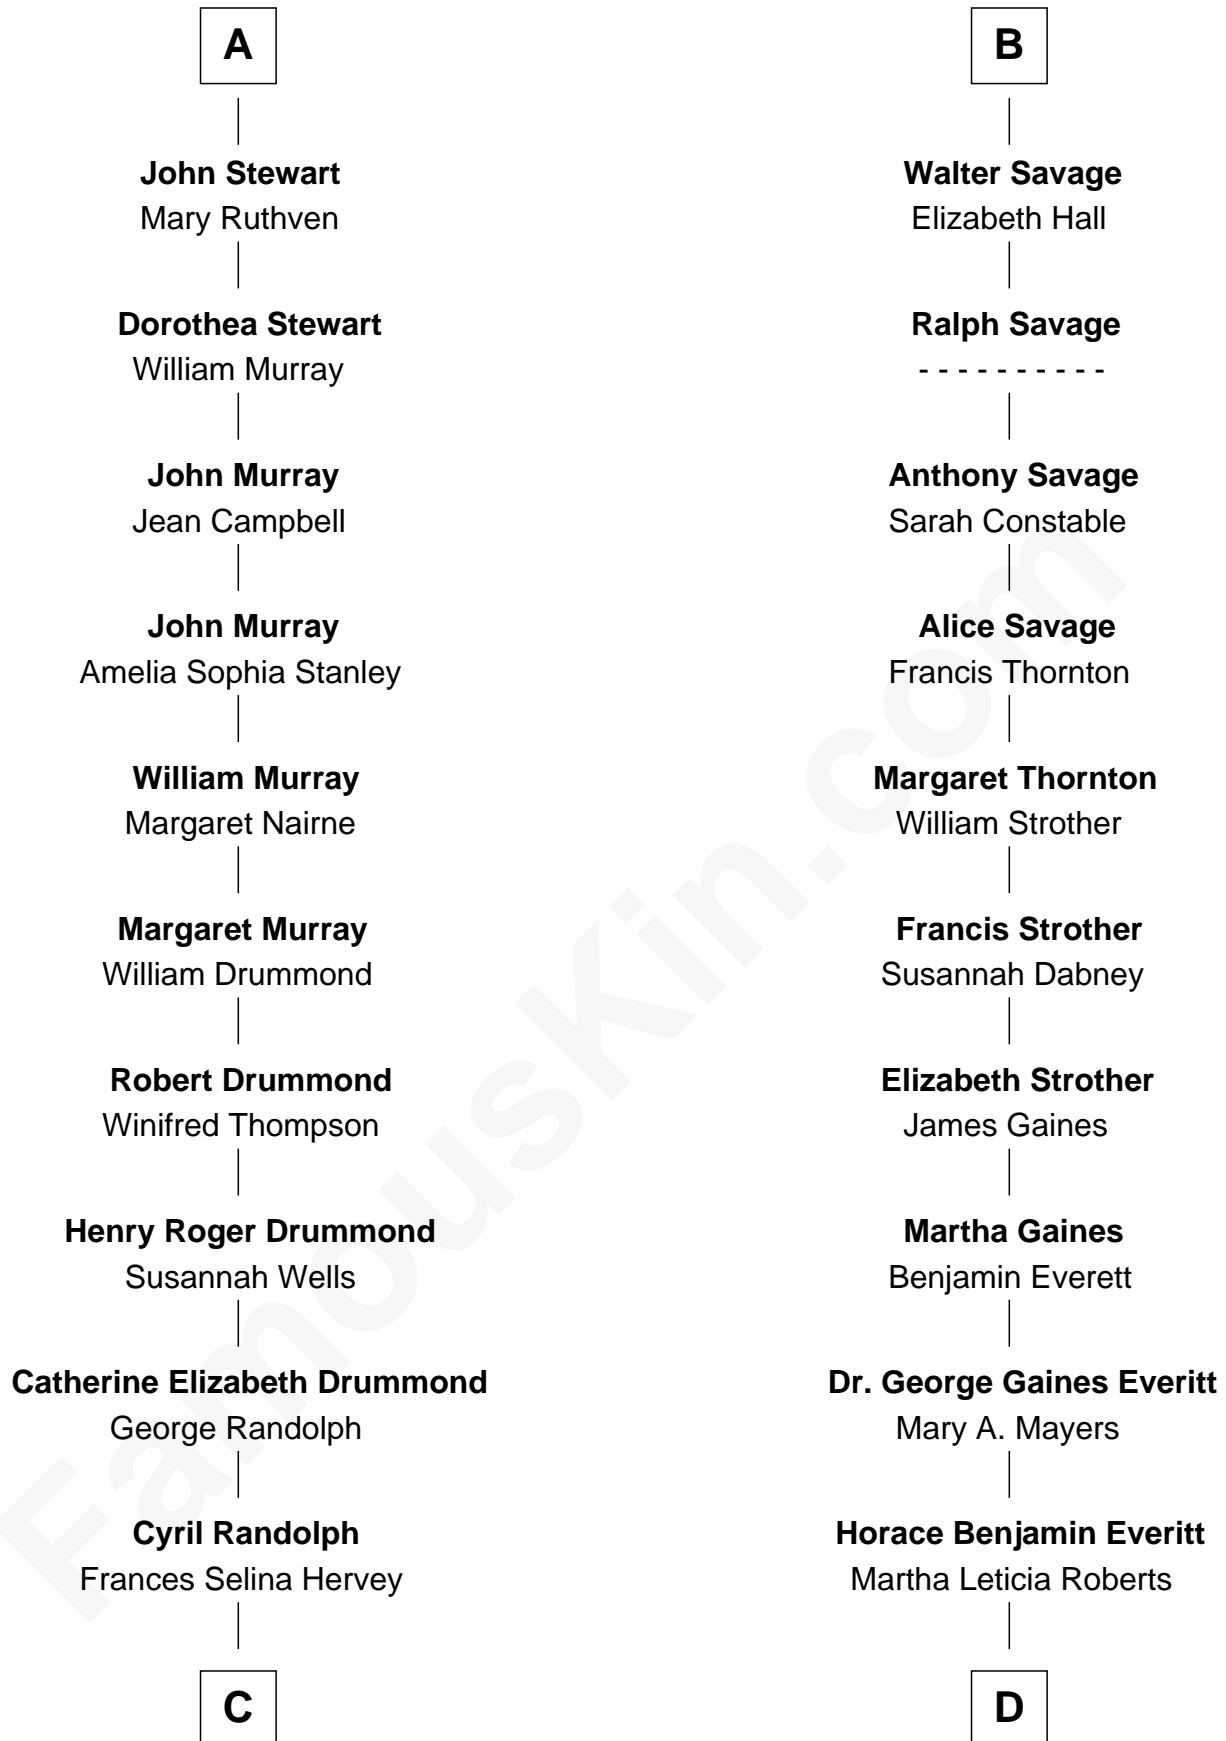 A
John Stewart
Mary Ruthven
Dorothea Stewart
William Murray
John Murray
Jean Campbell
John Murray
Amelia Sophia Stanley
William Murray
Margaret Nairne
Margaret Murray
William Drummond
Robert Drummond
Winifred Thompson
Henry Roger Drummond
Susannah Wells
Catherine Elizabeth Drummond
George Randolph
Cyril Randolph
Frances Selina Hervey
C
B
Walter Savage
Elizabeth Hall
Ralph Savage
- - - - - - - - - -
Anthony Savage
Sarah Constable
Alice Savage
Francis Thornton
Margaret Thornton
William Strother
Francis Strother
Susannah Dabney
Elizabeth Strother
James Gaines
Martha Gaines
Benjamin Everett
Dr. George Gaines Everitt
Mary A. Mayers
Horace Benjamin Everitt
Martha Leticia Roberts
D
FamousKin.com